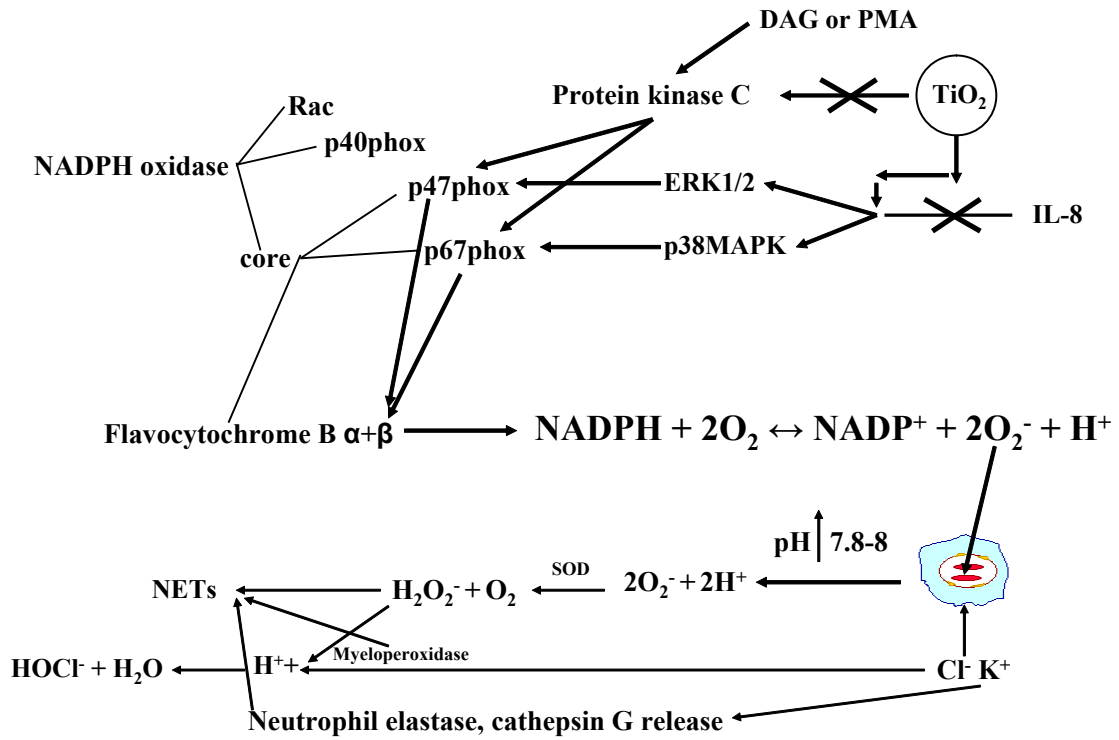 DAG or PMA
Protein kinase C
TiO₂
Rac
p40phox
NADPH oxidase
p47phox
ERK1/2
IL-8
core
p67phox
p38MAPK
Flavocytochrome B α+β
NADPH + 2O₂ ↔ NADP⁺ + 2O₂⁻ + H⁺
pH 7.8-8
SOD
NETs
H₂O₂⁻ + O₂
2O₂⁻ + 2H⁺
Myeloperoxidase
HOCl⁻ + H₂O
H⁺+
Cl⁻ K⁺
Neutrophil elastase, cathepsin G release